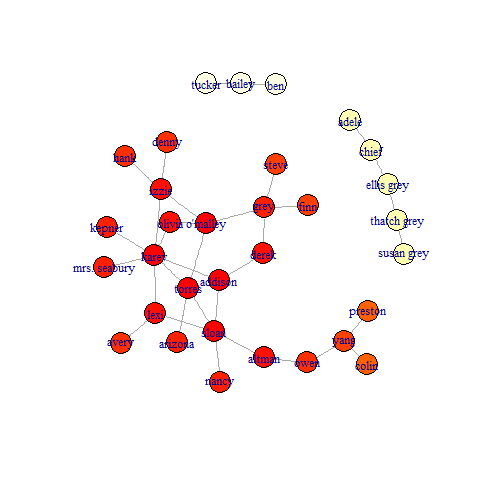 tucker
bailey
ben
adele
chief
denny
hank
steve
izzie
ellis grey
grey
finn
olivia
o'malley
thatch grey
kepner
karev
derek
susan grey
mrs. seabury
addison
torres
lexi
preston
sloan
yang
avery
arizona
altman
owen
colin
nancy